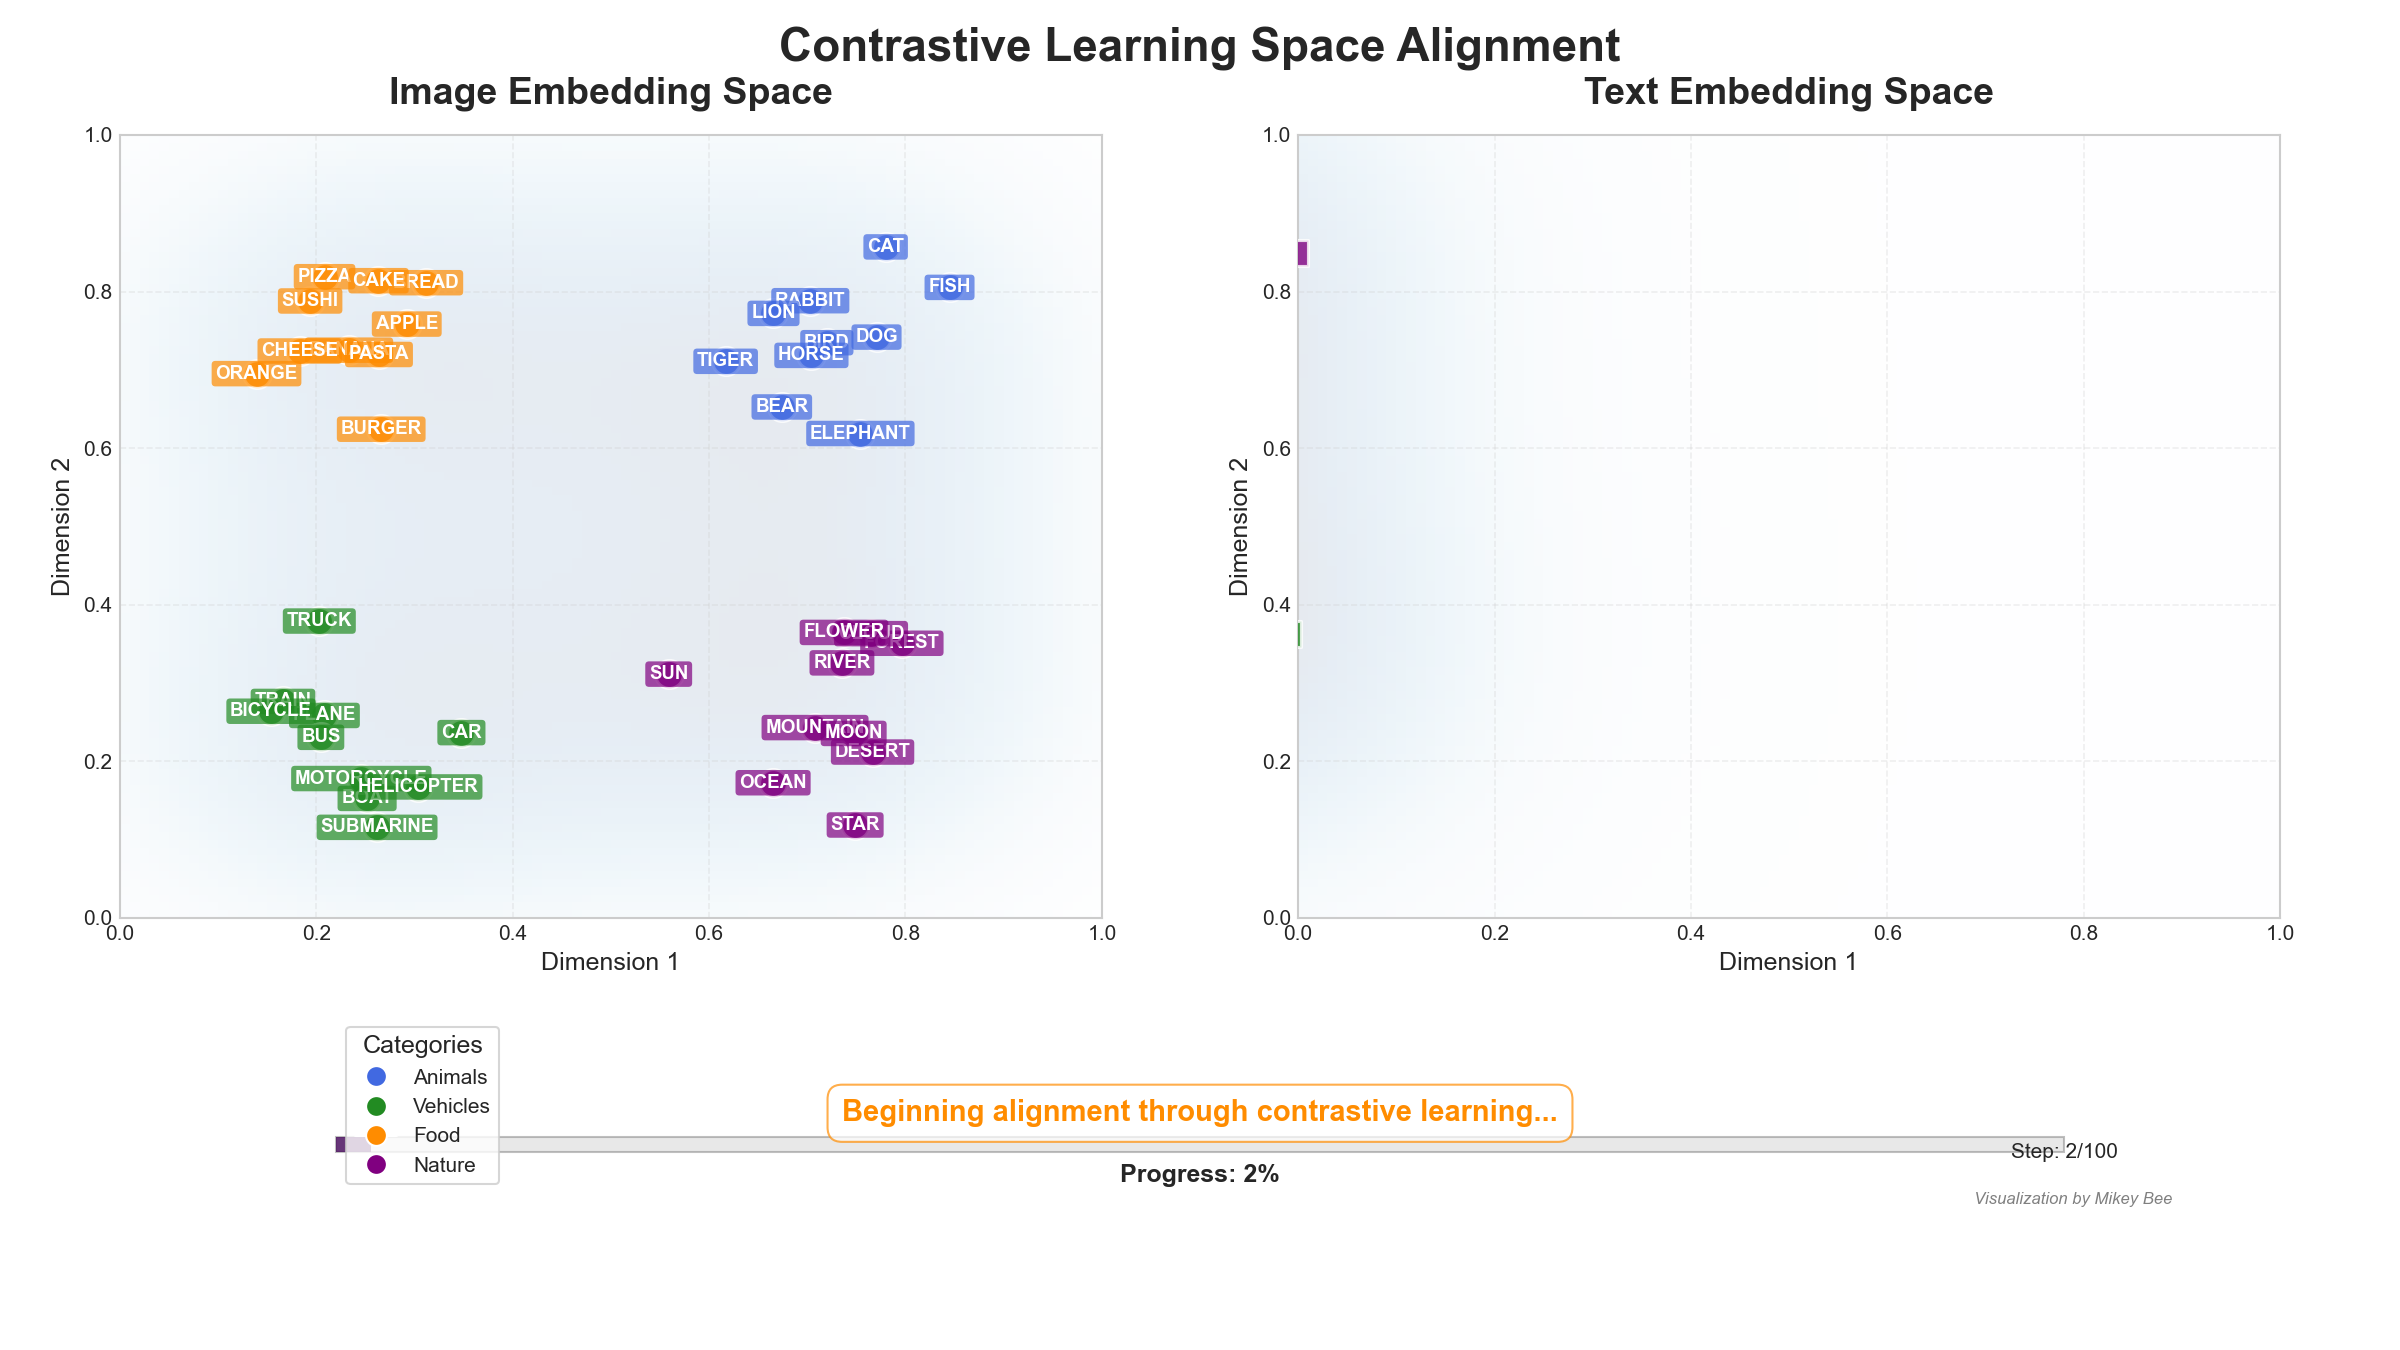 Contrastive Learning Space Alignment
Image Embedding Space
1.0
0.8
0.6
0.4
0.2
0.0
Dimension 2
CAT
FISH
PIZZA
CAKE
READ
SUSHI
RABBIT
LION
APPLE
BIRD
DOG
CHEESE
PASTA
HORSE
TIGER
ORANGE
BEAR
BURGER
ELEPHANT
TRUCK
FLOWER
RIVER
SUN
TRAIN
BICYCLE
ANE
BUS
CAR
MOUNTAIN
MOON
DESERT
MOTORCYCLE
HELICOPTER
BOAT
OCEAN
SUBMARINE
STAR
0.0 0.2 0.4 0.6 0.8 1.0
Dimension 1
Text Embedding Space
1.0
0.8
0.6
0.4
0.2
0.0
Dimension 2
0.0 0.2 0.4 0.6 0.8 1.0
Dimension 1
Categories
Animals
Vehicles
Food
Nature
Beginning alignment through contrastive learning...
Step: 2/100
Progress: 2%
Visualization by Mikey Bee